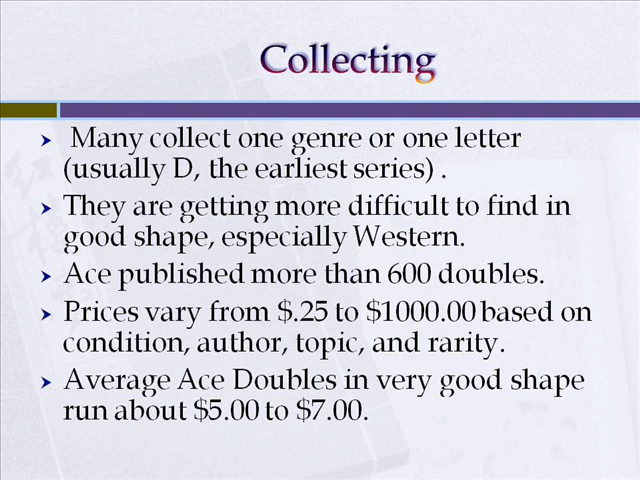 Collecting
Many collect one genre or one letter
(usually D, the earliest series) .
They are getting more difficult to find in
good shape, especially Western.
Ace published more than 600 doubles.
Prices vary from $.25 to $1000.00 based on
condition, author, topic, and rarity.
Average Ace Doubles in very good shape
run about $5.00 to $7.00.